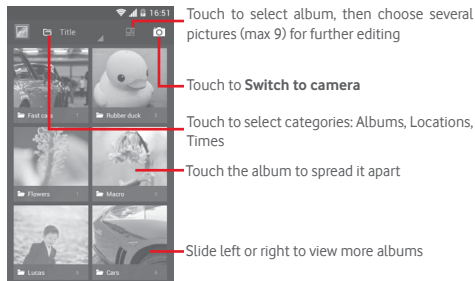 16:51
Title
Touch to select album, then choose several
pictures (max 9) for further editing
Touch to Switch to camera
Touch to select categories: Albums, Locations,
Times
Fast cars
Rubber duck
Flowers
Macro
Touch the album to spread it apart
Lucas
Cars
Slide left or right to view more albums